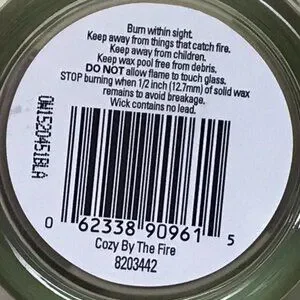 Burn within sight.
Keep away from things that catch fire.
Keep away from children.
Keep wax pool free from debris.
DO NOT allow flame to touch glass.
STOP burning when 1/2 inch (12.7mm) of solid wax
remains to avoid breakage.
Wick contains no lead.
OW1520451BLA
0 62338 90961 5
Cozy By The Fire
8203442